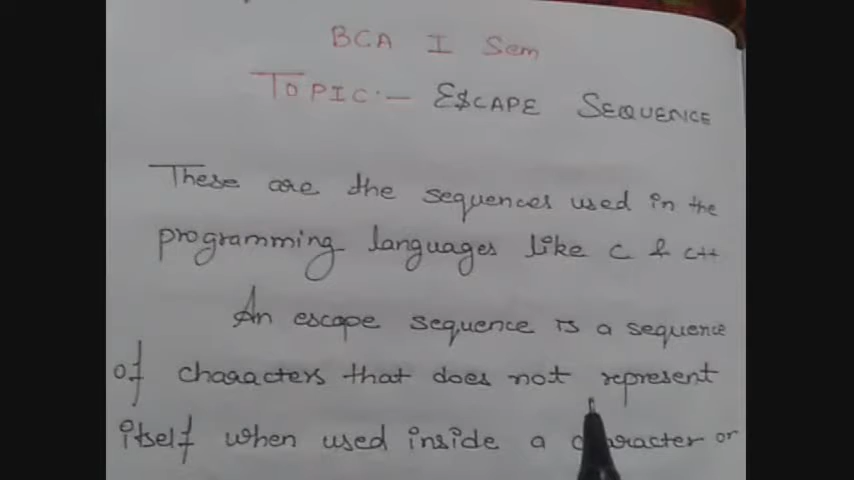 BCA I Sem
TOPIC:- ESCAPE SEQUENCE
These are the sequences used in the
programming languages like C & C++
An escape sequence is a sequence
of characters that does not represent
itself when used inside a character or